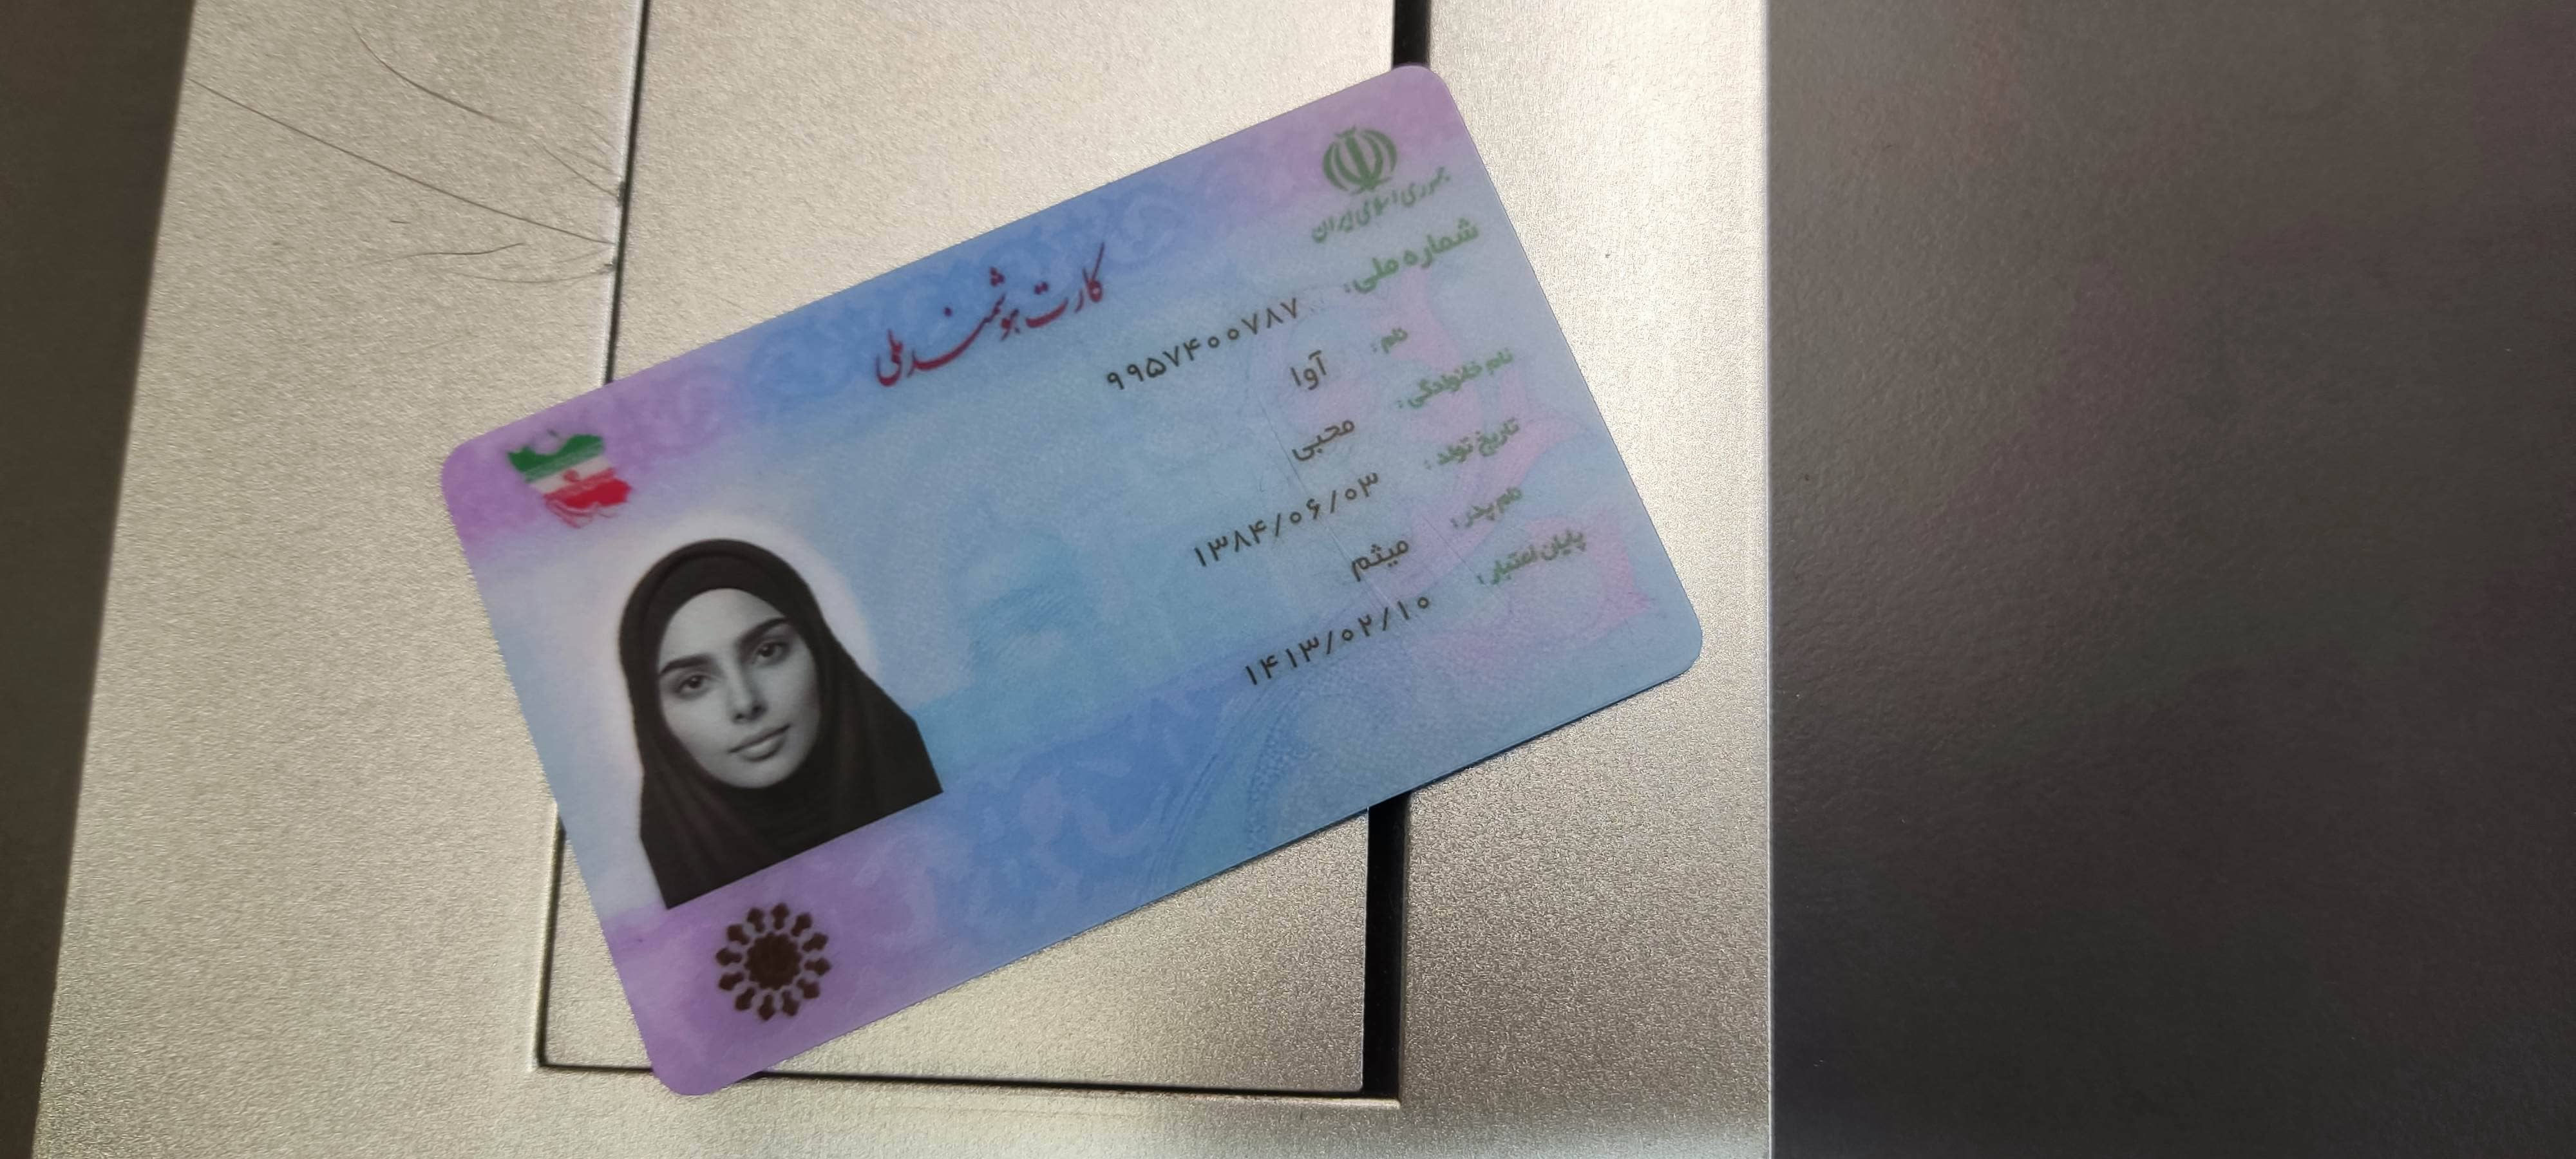 جمهوری اسلامی ایران
کارت هوشمند ملی
شماره ملی: ۹۹۵۷۴۰۰۷۸۷
نام: آوا
نام خانوادگی: محبی
تاریخ تولد: ۱۳۸۴/۰۶/۰۳
نام پدر: میثم
پایان اعتبار: ۱۴۱۳/۰۲/۱۰